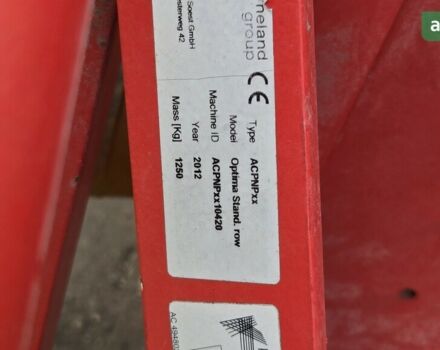 neland
group
Soest GmbH
esterweg 42
CE
Type ACPNPxx
Model Optima Stand. row
Machine ID ACPNPxx10420
Year 2012
Mass [Kg] 1250
a